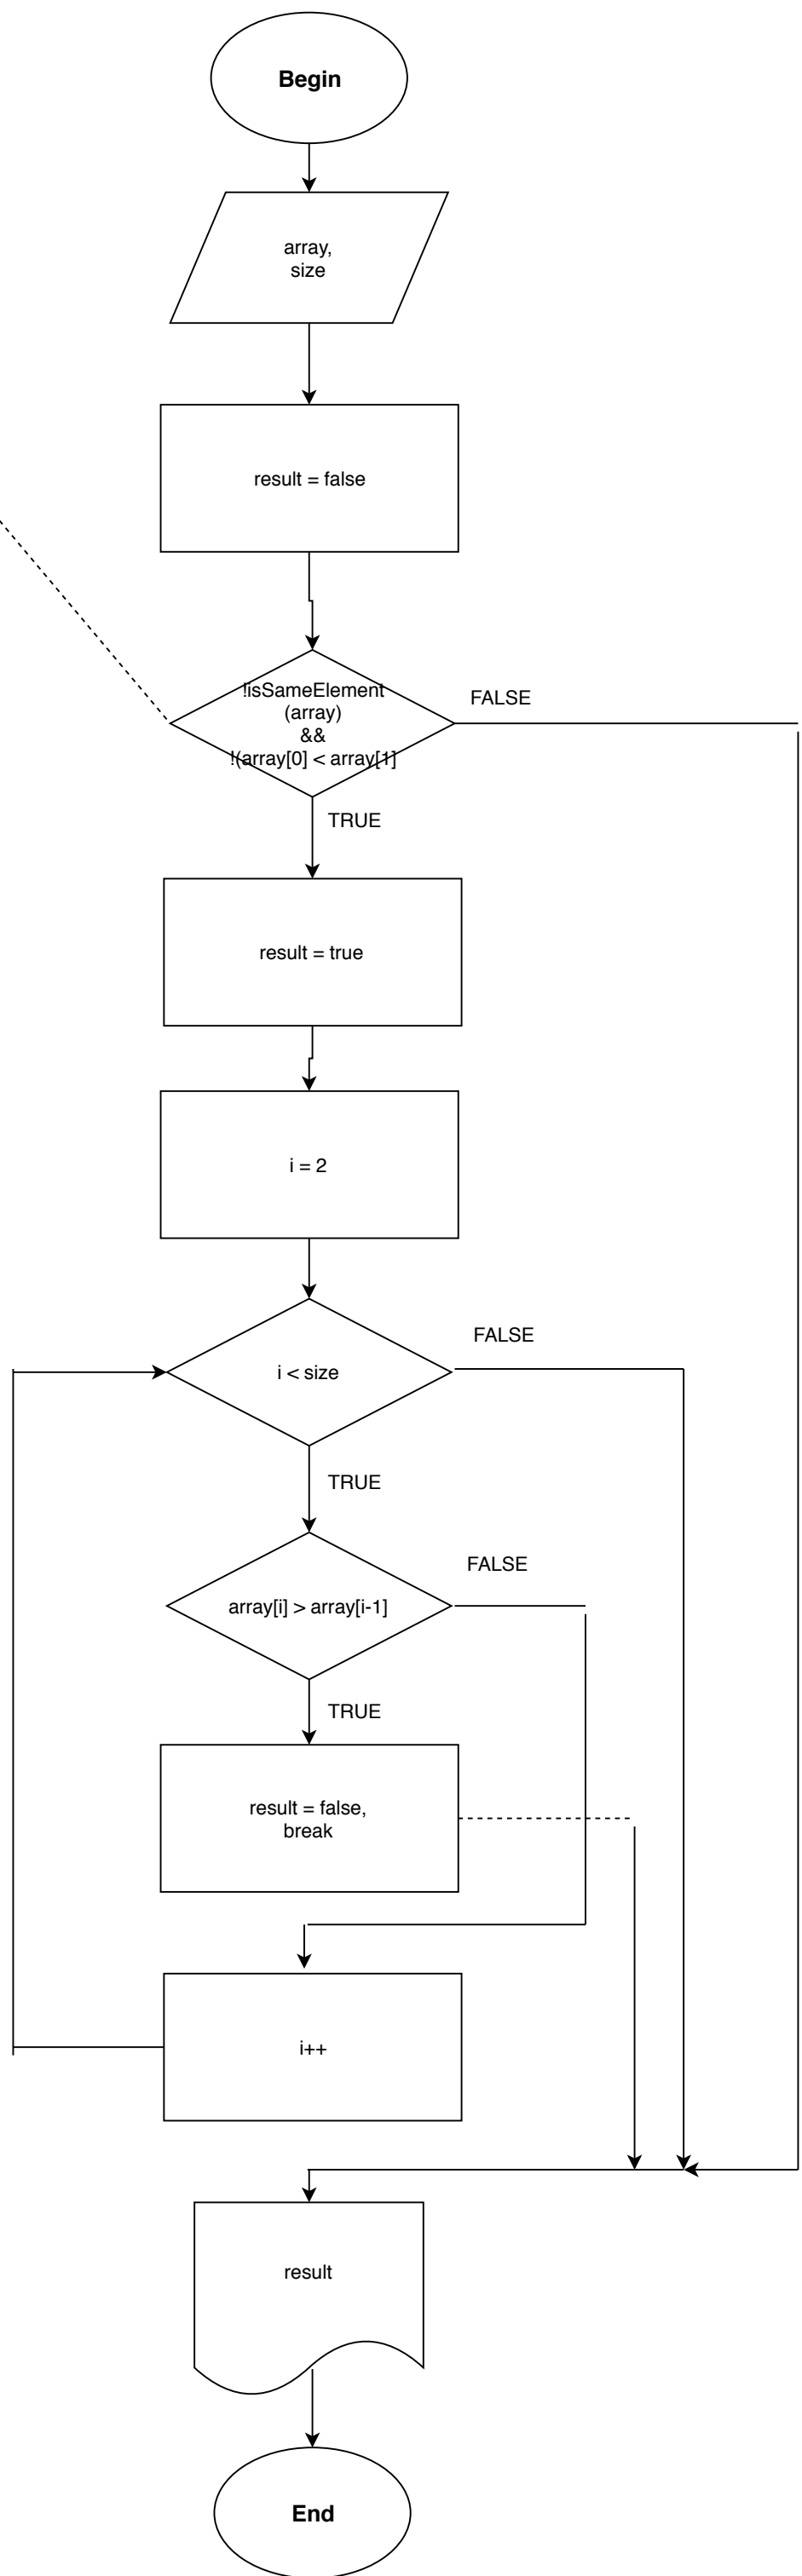 Begin
array,
size
result = false
!isSameElement
(array)
&&
!(array[0] < array[1]
FALSE
TRUE
result = true
i = 2
i < size
FALSE
TRUE
array[i] > array[i-1]
FALSE
TRUE
result = false,
break
i++
result
End